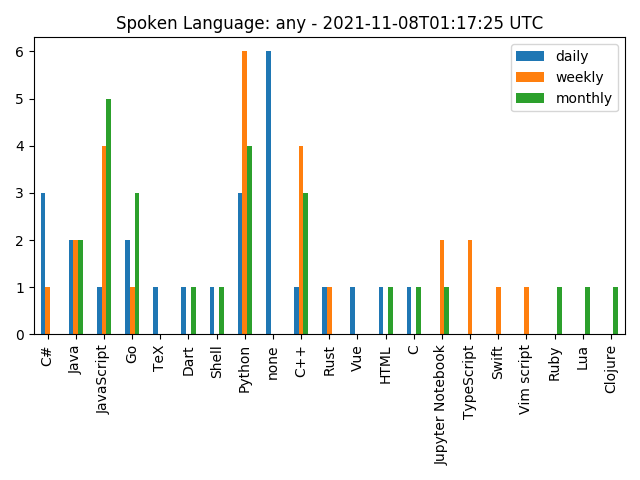 Spoken Language: any - 2021-11-08T01:17:25 UTC
daily
weekly
monthly
6
5
4
3
2
1
0
C#
Java
JavaScript
Go
TeX
Dart
Shell
Python
none
C++
Rust
Vue
HTML
C
Jupyter Notebook
TypeScript
Swift
Vim script
Ruby
Lua
Clojure